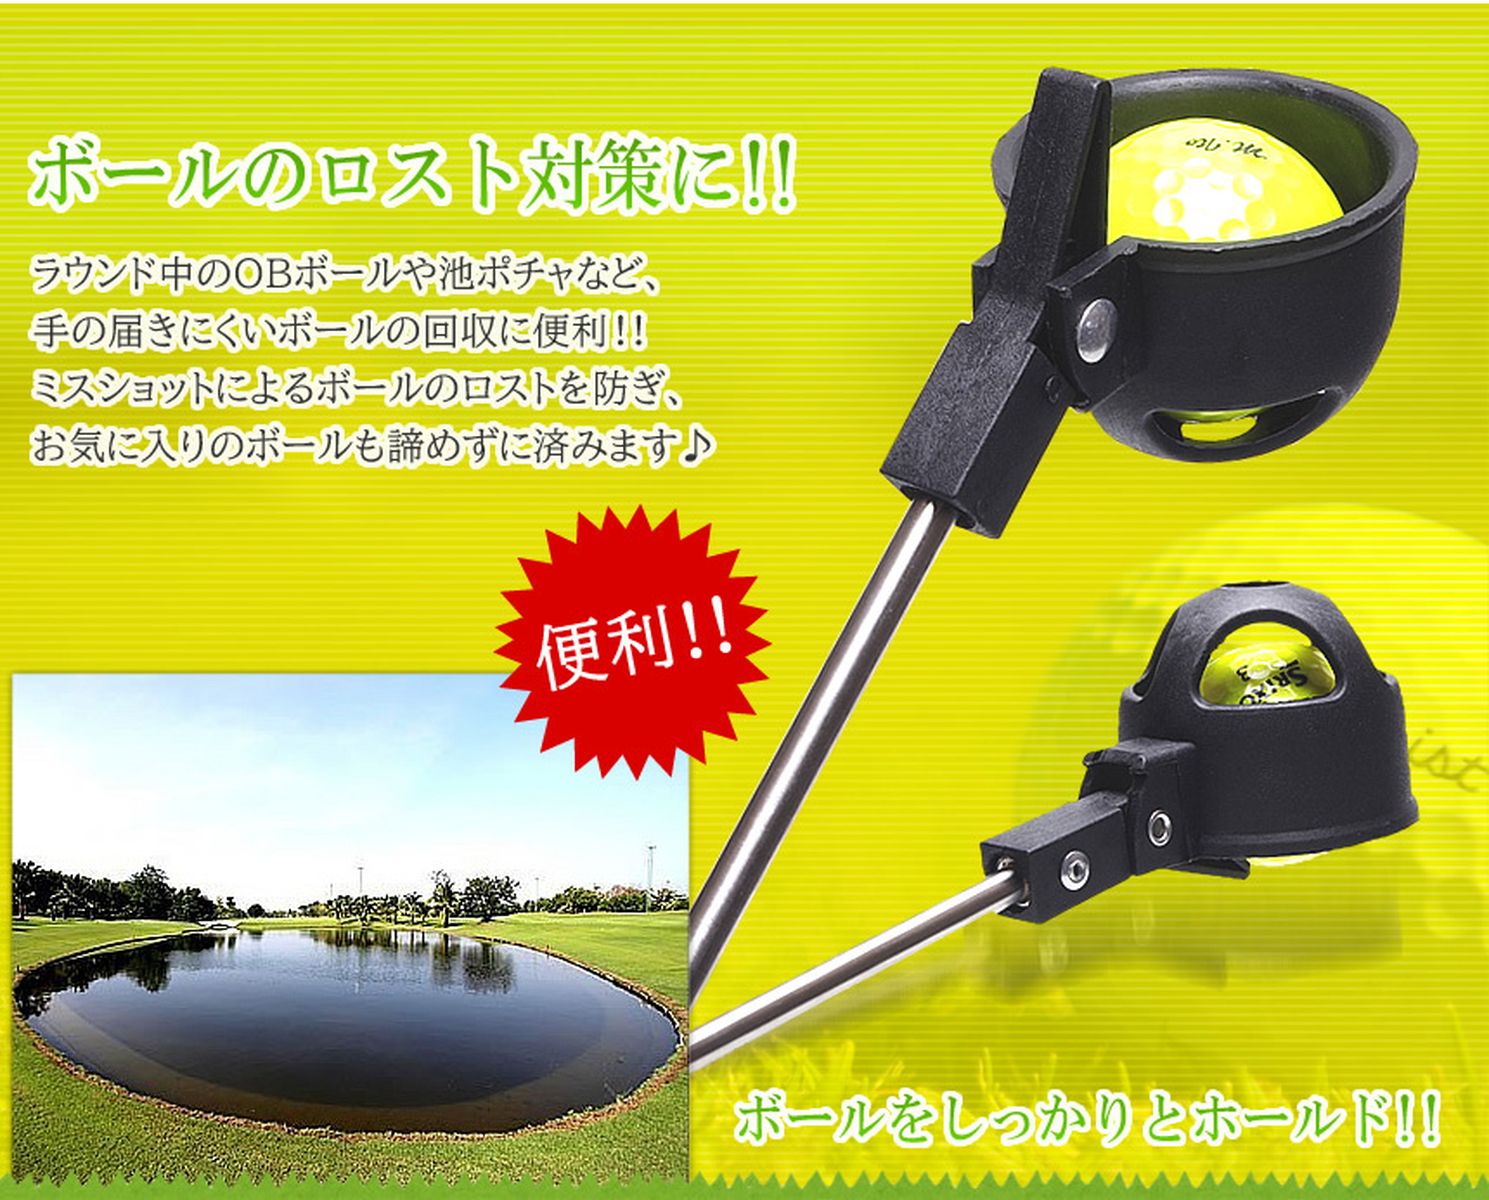 ボールのロスト対策に!!
ラウンド中のOBボールや池ポチャなど、
手の届きにくいボールの回収に便利!!
ミスショットによるボールのロストを防ぎ、
お気に入りのボールも諦めずに済みます♪
便利!!
SRIXO
3
ist
ボールをしっかりとホールド!!